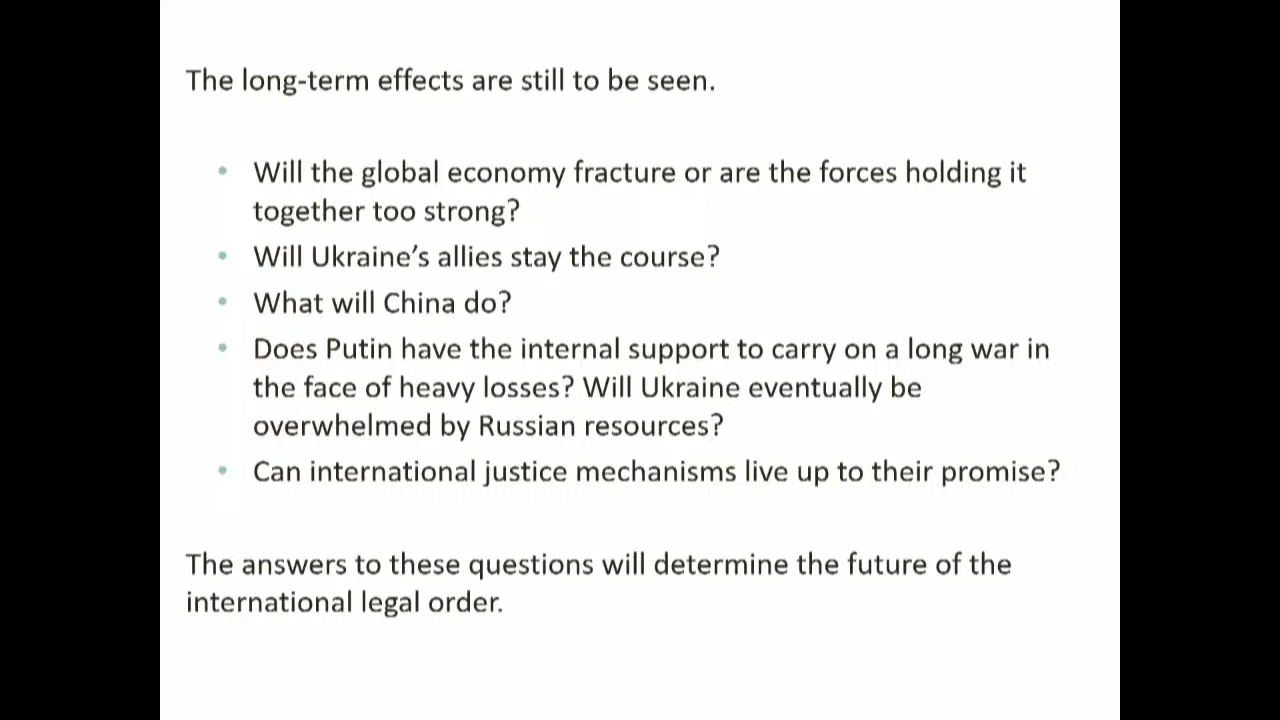 The long-term effects are still to be seen.
• Will the global economy fracture or are the forces holding it
together too strong?
• Will Ukraine’s allies stay the course?
• What will China do?
• Does Putin have the internal support to carry on a long war in
the face of heavy losses? Will Ukraine eventually be
overwhelmed by Russian resources?
• Can international justice mechanisms live up to their promise?
The answers to these questions will determine the future of the
international legal order.